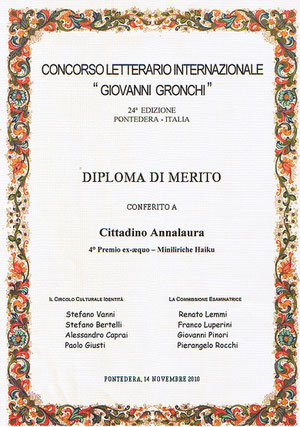 CONCORSO LETTERARIO INTERNAZIONALE
“ GIOVANNI GRONCHI ”
24ª EDIZIONE
PONTEDERA - ITALIA
DIPLOMA DI MERITO
CONFERITO A
Cittadino Annalaura
4° Premio ex-æquo – Miniliriche Haiku
IL CIRCOLO CULTURALE IDENTITÀ
Stefano Vanni
Stefano Bertelli
Alessandro Caprai
Paolo Giusti
LA COMMISSIONE ESAMINATRICE
Renato Lemmi
Franco Luperini
Giovanni Pinori
Pierangelo Rocchi
PONTEDERA, 14 NOVEMBRE 2010